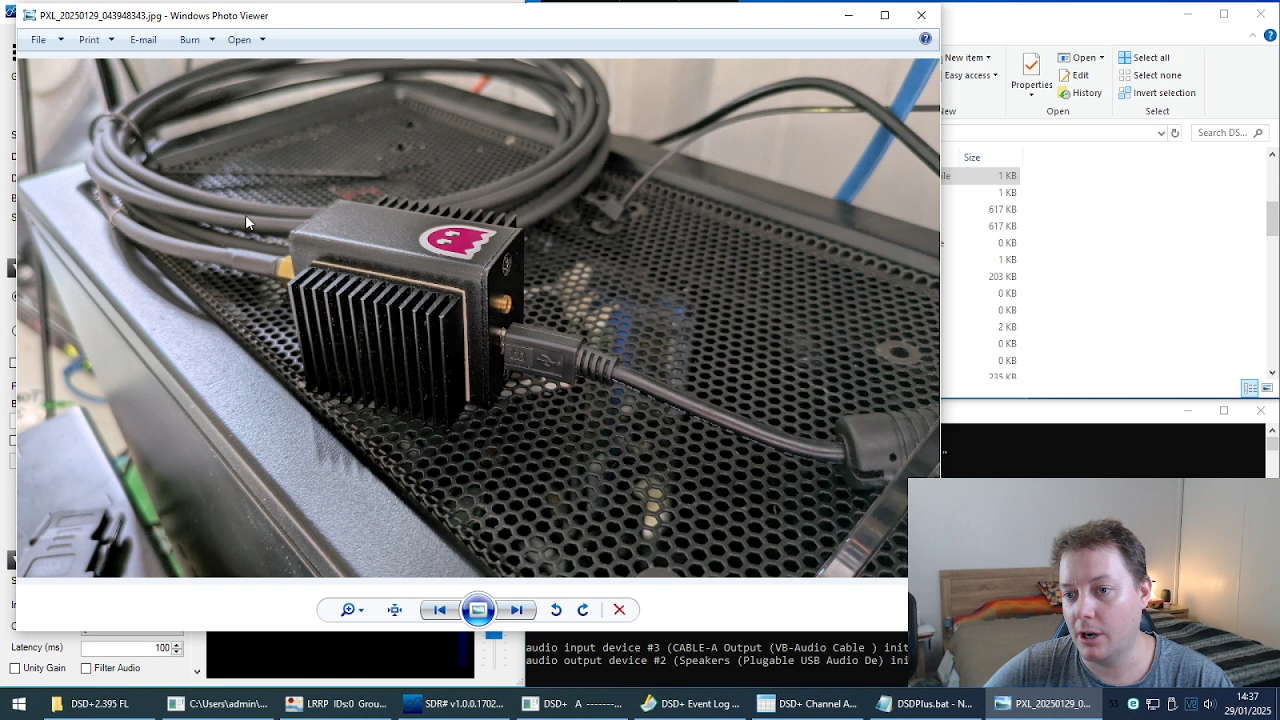 PXL_20250129_043948343.jpg - Windows Photo Viewer
File Print E-mail Burn Open
New item
Easy access
New
Properties
Open
Edit
History
Open
Select all
Select none
Invert selection
Select
Search DS...
Size
1 KB
1 KB
617 KB
617 KB
0 KB
1 KB
203 KB
0 KB
0 KB
2 KB
0 KB
0 KB
235 KB
Latency (ms) 100
Unity Gain Filter Audio
audio input device #3 (CABLE-A Output (VB-Audio Cable ) init
audio output device #2 (Speakers (Plugable USB Audio De) ini
D:\ 2.395 FL
C:\Users\admin\...
LRRP IDs:0 Grou...
SDR# v1.0.0.1702...
DSD+ Event Log ...
DSD+ Channel A...
DSDPlus.bat - N...
PXL_20250129_0...
53
14:37
29/01/2025